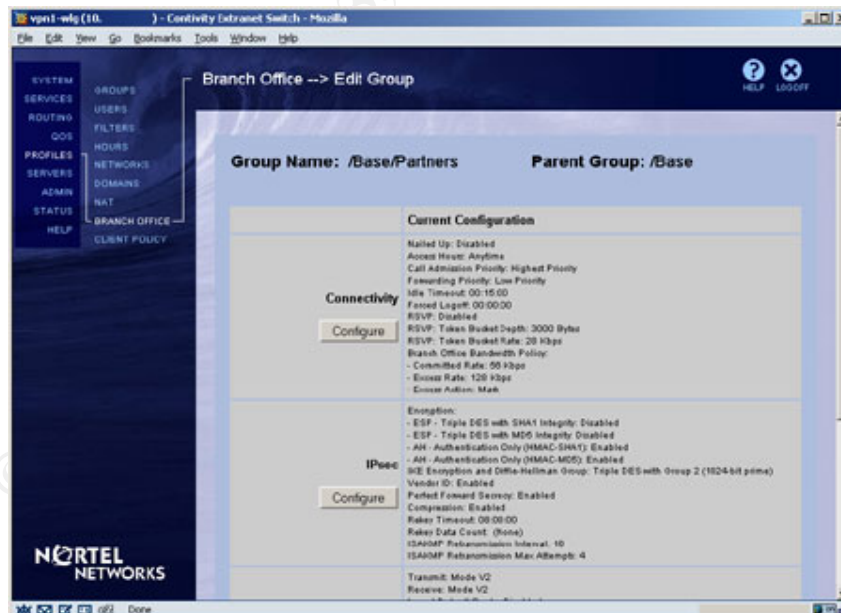 vpn1-wlg (10. ) - Contivity Extranet Switch - Mozilla
File Edit View Go Bookmarks Tools Window Help
SYSTEM
SERVICES
ROUTING
QOS
PROFILES
SERVERS
ADMIN
STATUS
HELP
GROUPS
USERS
FILTERS
HOURS
NETWORKS
DOMAINS
NAT
BRANCH OFFICE
CLIENT POLICY
Branch Office --> Edit Group
HELP LOGOFF
Group Name: /Base/Partners Parent Group: /Base
Current Configuration
Connectivity
Configure
Nailed Up: Disabled
Access Hours: Anytime
Call Admission Priority: Highest Priority
Forwarding Priority: Low Priority
Idle Timeout: 00:15:00
Forced Logoff: 00:00:00
RSVP: Disabled
RSVP: Token Bucket Depth: 3000 Bytes
RSVP: Token Bucket Rate: 28 Kbps
Branch Office Bandwidth Policy:
- Committed Rate: 56 Kbps
- Excess Rate: 128 Kbps
- Excess Action: Mark
IPsec
Configure
Encryption:
- ESP - Triple DES with SHA1 Integrity: Disabled
- ESP - Triple DES with MD5 Integrity: Disabled
- AH - Authentication Only (HMAC-SHA1): Enabled
- AH - Authentication Only (HMAC-MD5): Enabled
IKE Encryption and Diffie-Hellman Group: Triple DES with Group 2 (1024-bit prime)
Vendor ID: Enabled
Perfect Forward Secrecy: Enabled
Compression: Enabled
Rekey Timeout: 08:00:00
Rekey Data Count: (None)
ISAKMP Retransmission Interval: 16
ISAKMP Retransmission Max Attempts: 4
Transmit: Mode V2
Receive: Mode V2
NORTEL
NETWORKS
Done